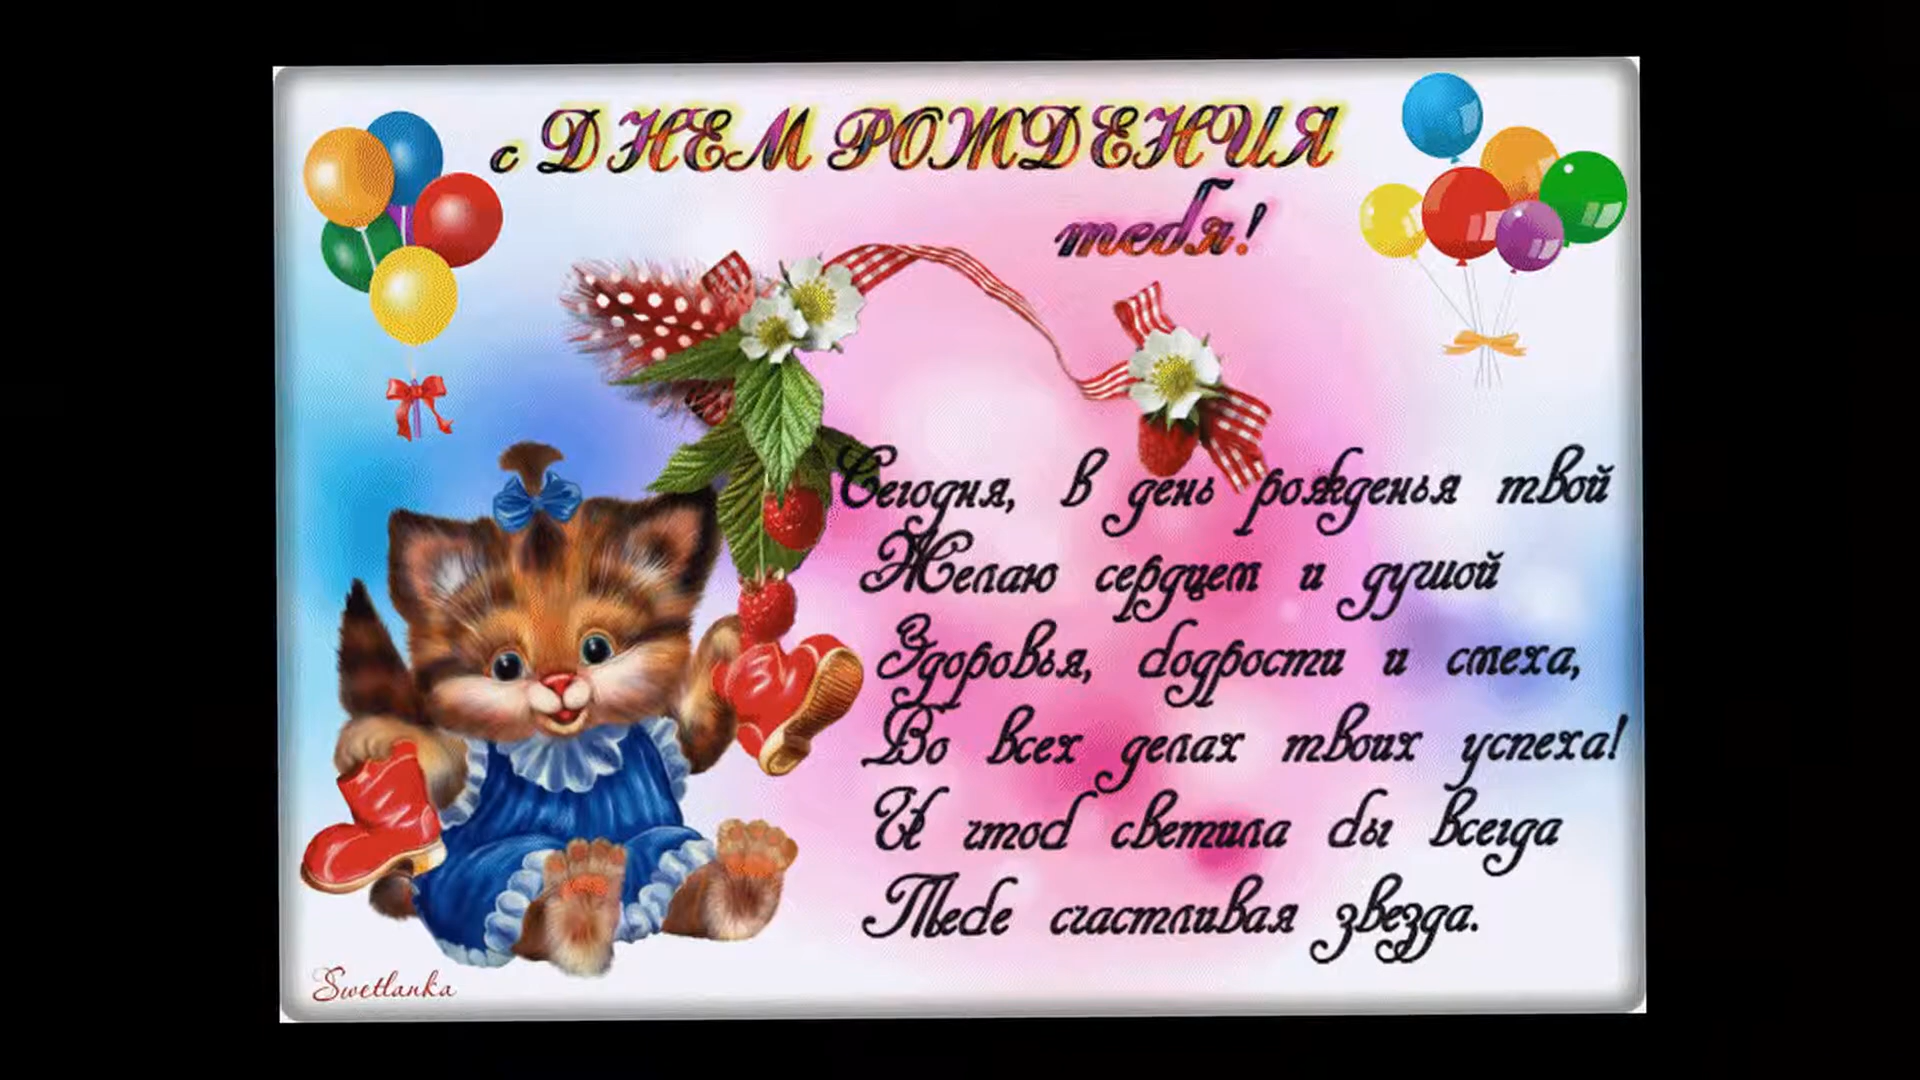 с ДНЕМ РОЖДЕНИЯ
тебя!
Сегодня, в день рожденья твой
Желаю сердцем и душой
Здоровья, бодрости и смеха,
Во всех делах твоих успеха!
И чтоб светила бы всегда
Тебе счастливая звезда.
Swetlanka